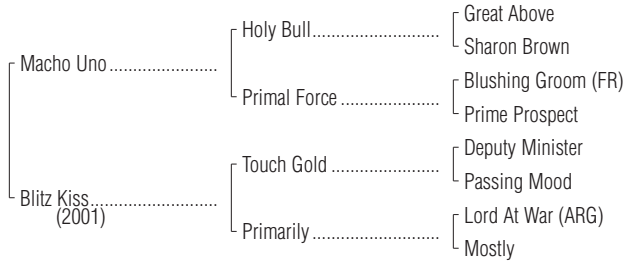 Great Above
Holy Bull
Sharon Brown
Macho Uno
Blushing Groom (FR)
Primal Force
Prime Prospect
Deputy Minister
Touch Gold
Passing Mood
Blitz Kiss
(2001)
Lord At War (ARG)
Primarily
Mostly